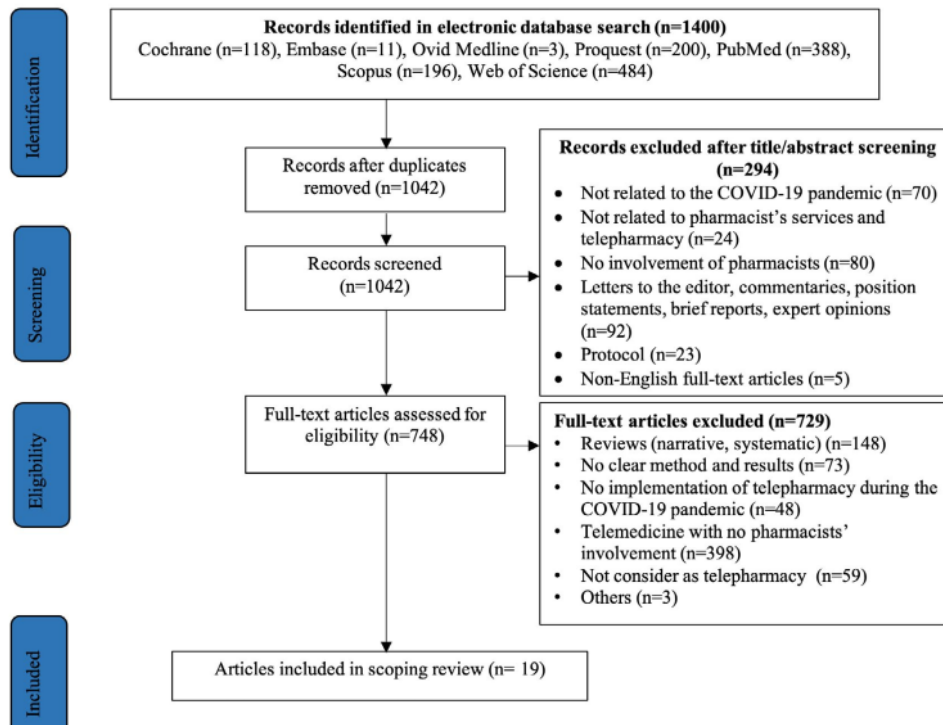 Records identified in electronic database search (n=1400)
Cochrane (n=118), Embase (n=11), Ovid Medline (n=3), Proquest (n=200), PubMed (n=388),
Scopus (n=196), Web of Science (n=484)
Identification
Records after duplicates
removed (n=1042)
Records excluded after title/abstract screening
(n=294)
• Not related to the COVID-19 pandemic (n=70)
• Not related to pharmacist's services and
telepharmacy (n=24)
• No involvement of pharmacists (n=80)
• Letters to the editor, commentaries, position
statements, brief reports, expert opinions
(n=92)
• Protocol (n=23)
• Non-English full-text articles (n=5)
Screening
Records screened
(n=1042)
Full-text articles assessed for
eligibility (n=748)
Eligibility
Full-text articles excluded (n=729)
• Reviews (narrative, systematic) (n=148)
• No clear method and results (n=73)
• No implementation of telepharmacy during the
COVID-19 pandemic (n=48)
• Telemedicine with no pharmacists'
involvement (n=398)
• Not consider as telepharmacy (n=59)
• Others (n=3)
Included
Articles included in scoping review (n= 19)